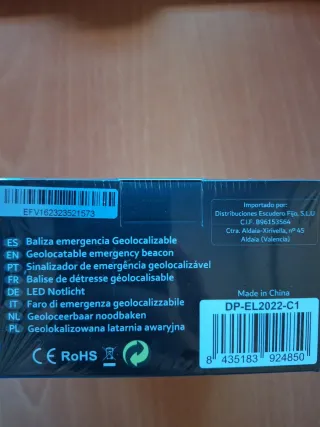 EFV162323521573
Importado por:
Distribuciones Escudero Fijo, S.L.U
C.I.F. B96153564
Ctra. Aldaia-Xirivella, nº 45
Aldaia (Valencia)
ES Baliza emergencia Geolocalizable
EN Geolocatable emergency beacon
PT Sinalizador de emergência geolocalizável
FR Balise de détresse géolocalisable
DE LED Notlicht
IT Faro di emergenza geolocalizzabile
NL Geoloceerbaar noodbaken
PL Geolokalizowana latarnia awaryjna
CE RoHS
Made in China
DP-EL2022-C1
8 435183 924850